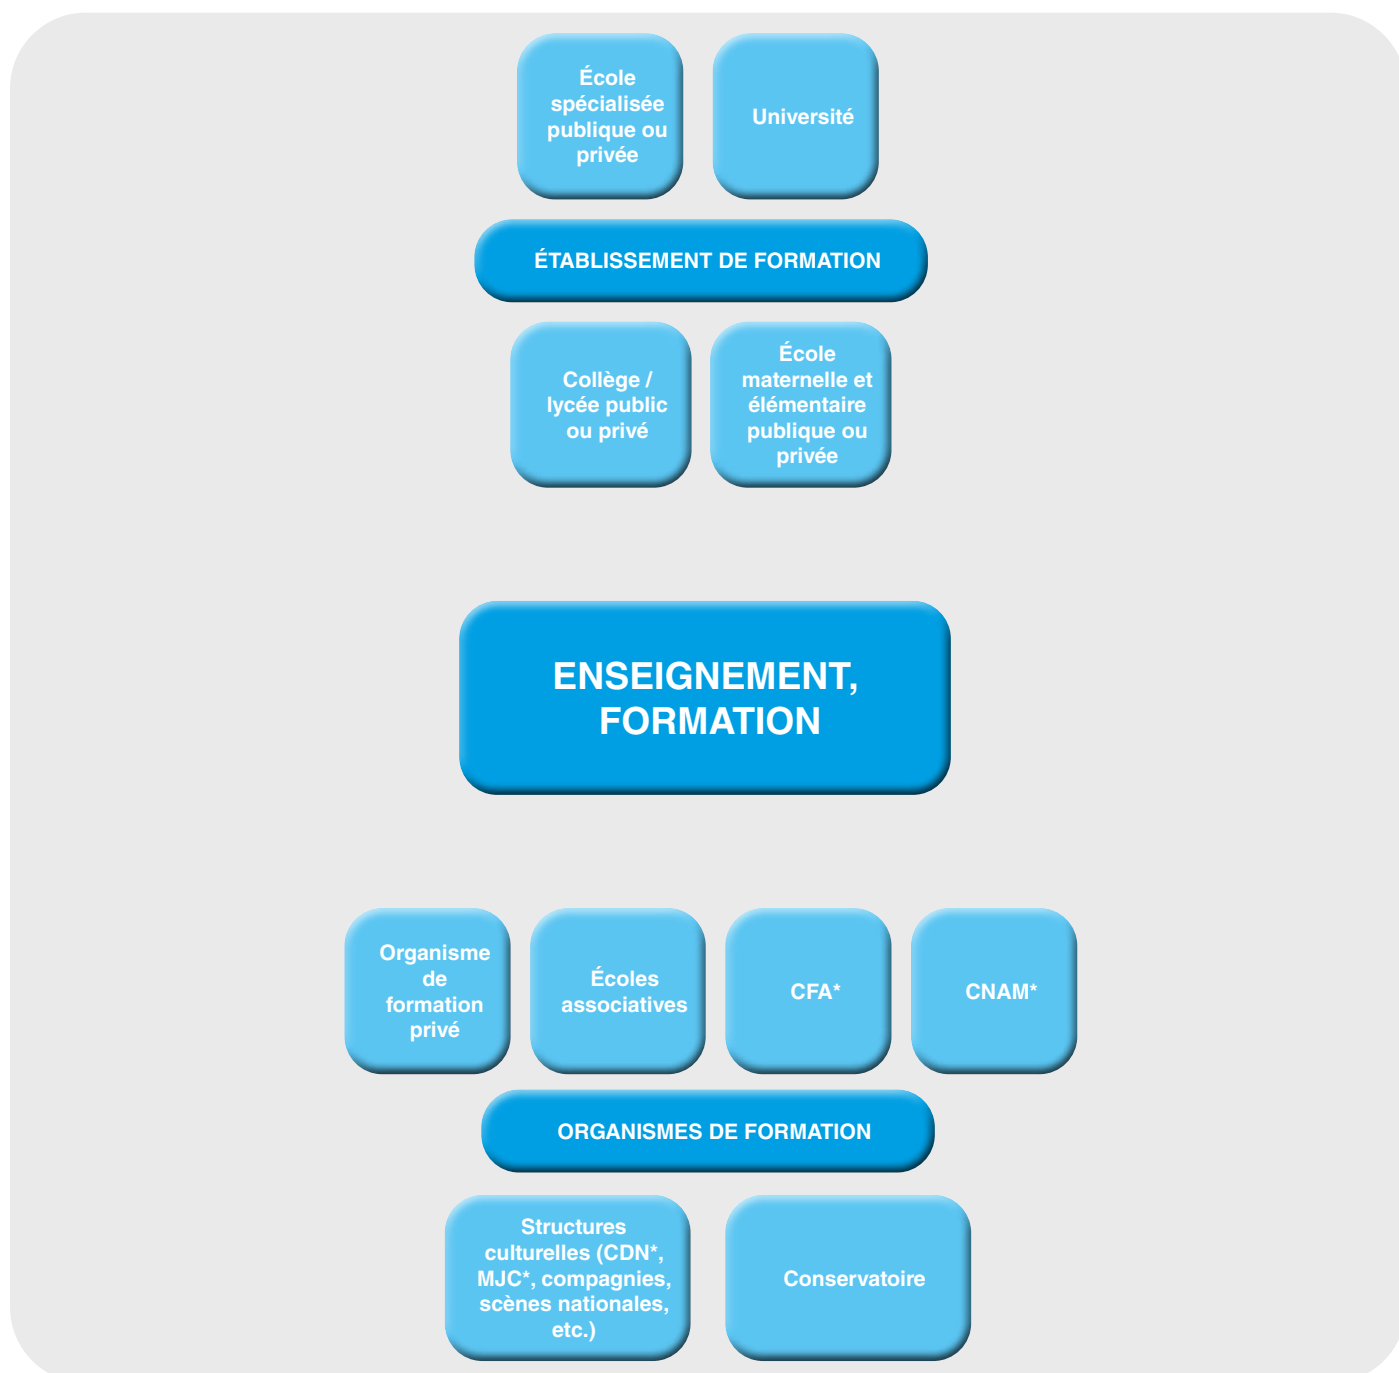 École
spécialisée
publique ou
privée
Université
ÉTABLISSEMENT DE FORMATION
Collège /
lycée public
ou privé
École
maternelle et
élémentaire
publique ou
privée
ENSEIGNEMENT,
FORMATION
Organisme
de
formation
privé
Écoles
associatives
CFA*
CNAM*
ORGANISMES DE FORMATION
Structures
culturelles (CDN*,
MJC*, compagnies,
scènes nationales,
etc.)
Conservatoire